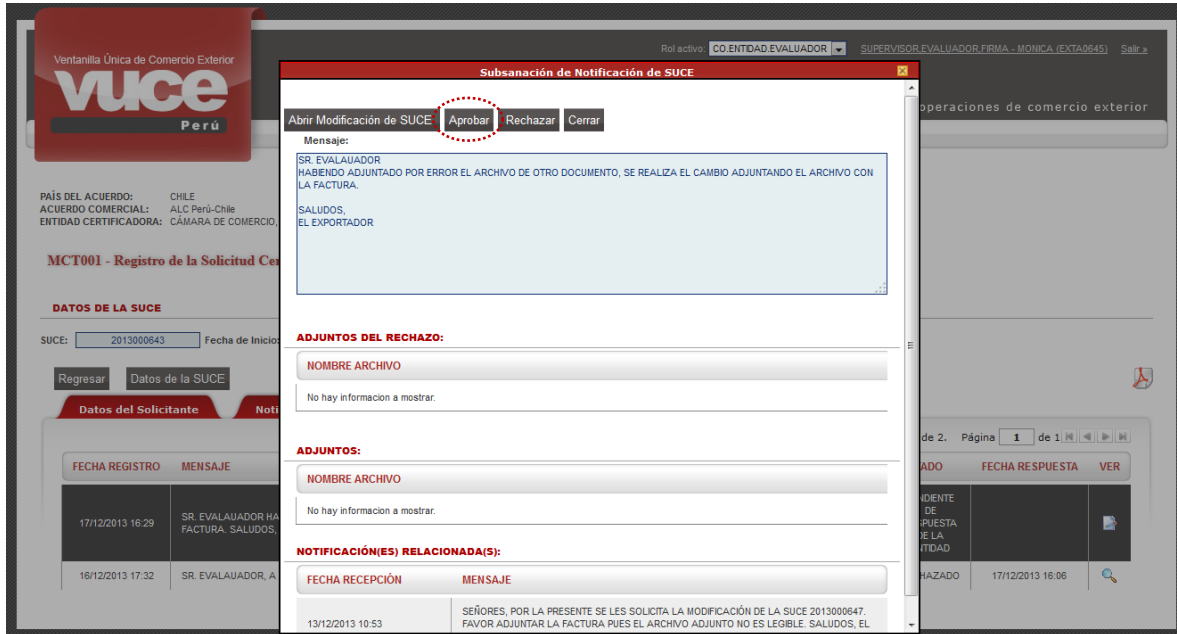 Ventanilla Única de Comercio Exterior
vuce
Perú
Rol activo: CO.ENTIDAD.EVALUADOR SUPERVISOR,EVALUADOR,FIRMA - MONICA (EXTA0645) Salir »
operaciones de comercio exterior
Subsanación de Notificación de SUCE
Abrir Modificación de SUCE Aprobar Rechazar Cerrar
Mensaje:
SR. EVALAUADOR
HABIENDO ADJUNTADO POR ERROR EL ARCHIVO DE OTRO DOCUMENTO, SE REALIZA EL CAMBIO ADJUNTANDO EL ARCHIVO CON
LA FACTURA.
SALUDOS,
EL EXPORTADOR
PAÍS DEL ACUERDO: CHILE
ACUERDO COMERCIAL: ALC Perú-Chile
ENTIDAD CERTIFICADORA: CÁMARA DE COMERCIO,
MCT001 - Registro de la Solicitud Cer
DATOS DE LA SUCE
SUCE: 2013000643 Fecha de Inicio:
Regresar Datos de la SUCE
Datos del Solicitante Noti
ADJUNTOS DEL RECHAZO:
NOMBRE ARCHIVO
No hay informacion a mostrar.
ADJUNTOS:
NOMBRE ARCHIVO
No hay informacion a mostrar.
NOTIFICACIÓN(ES) RELACIONADA(S):
FECHA RECEPCIÓN MENSAJE
13/12/2013 10:53
SEÑORES, POR LA PRESENTE SE LES SOLICITA LA MODIFICACIÓN DE LA SUCE 2013000647.
FAVOR ADJUNTAR LA FACTURA PUES EL ARCHIVO ADJUNTO NO ES LEGIBLE. SALUDOS, EL
de 2. Página 1 de 1
FECHA REGISTRO MENSAJE ADO FECHA RESPUESTA VER
17/12/2013 16:29
SR. EVALAUADOR HA
FACTURA. SALUDOS,
NDIENTE
DE
SPUESTA
DE LA
NTIDAD
16/12/2013 17:32 SR. EVALAUADOR, A HAZADO 17/12/2013 16:06